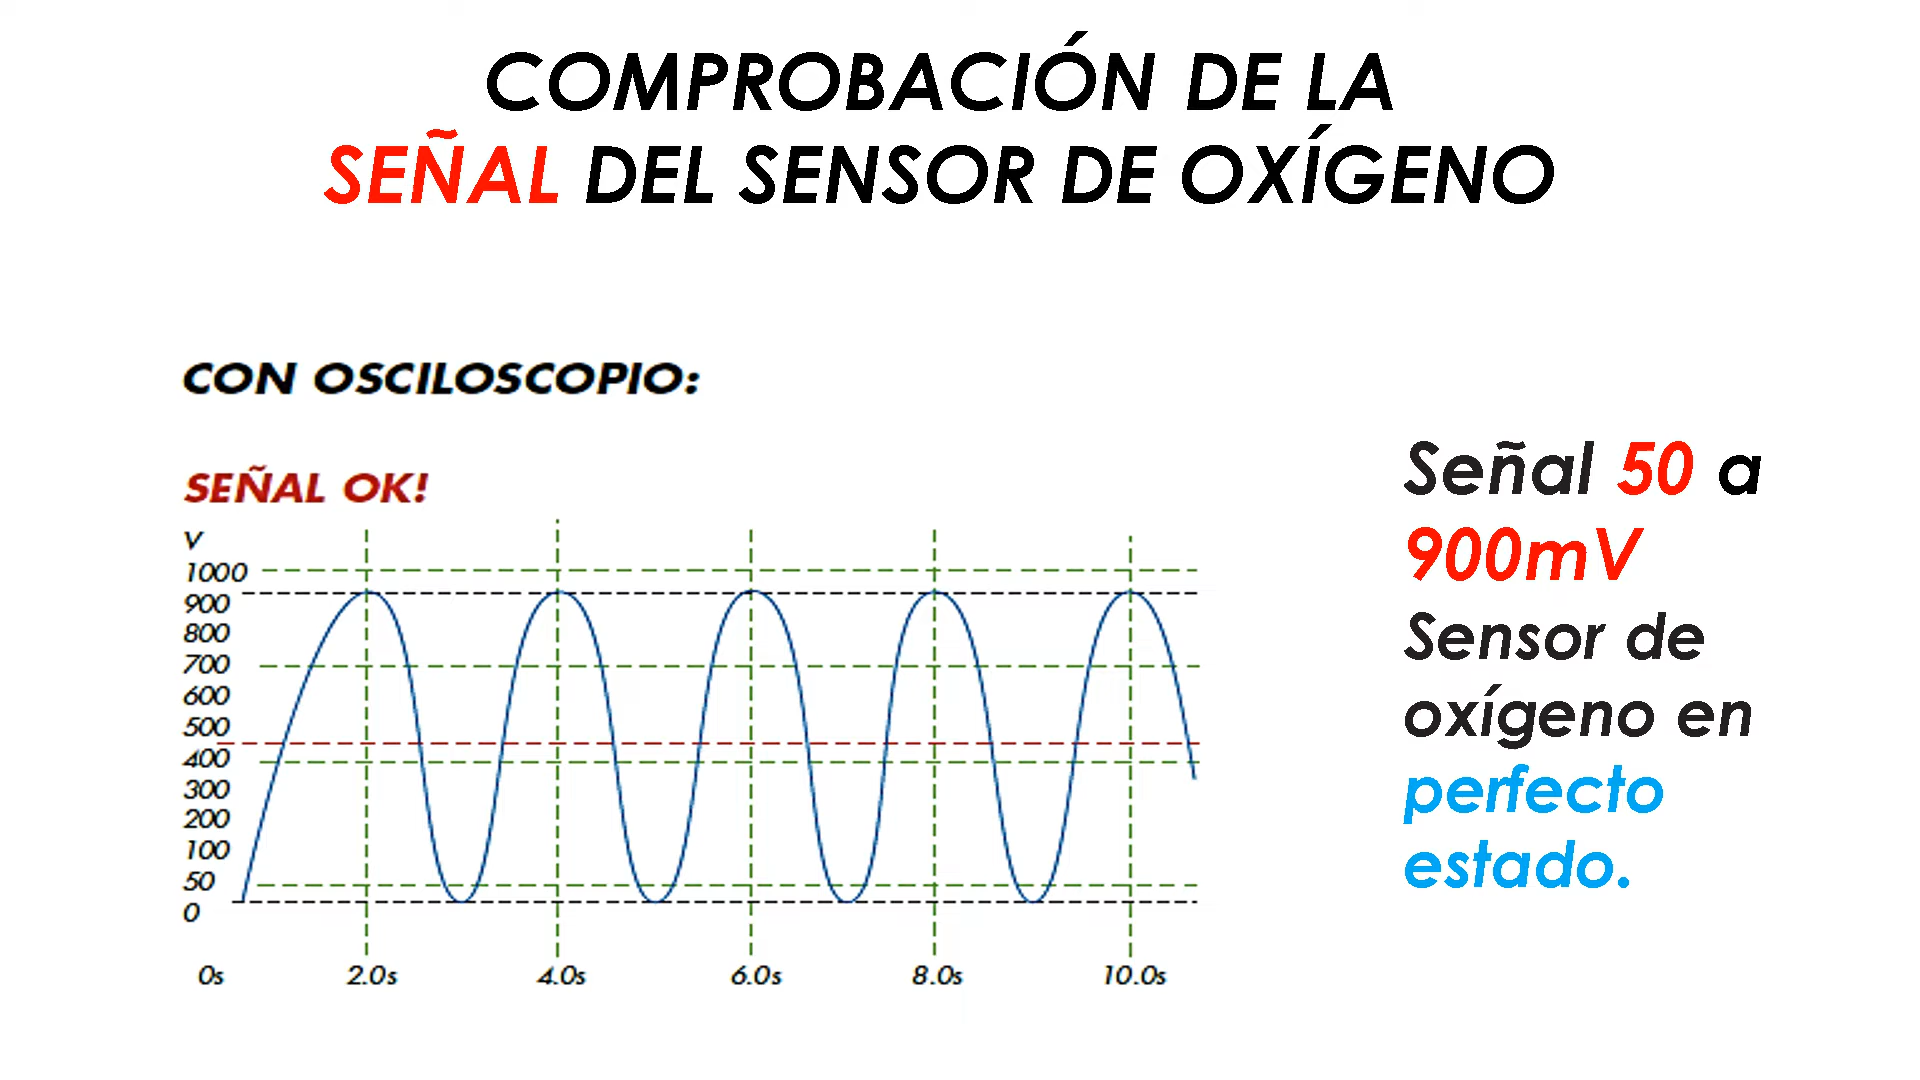 COMPROBACIÓN DE LA
SEÑAL DEL SENSOR DE OXÍGENO
CON OSCILOSCOPIO:
SEÑAL OK!
V
1000
900
800
700
600
500
400
300
200
100
50
0
0s 2.0s 4.0s 6.0s 8.0s 10.0s
Señal 50 a
900mV
Sensor de
oxígeno en
perfecto
estado.